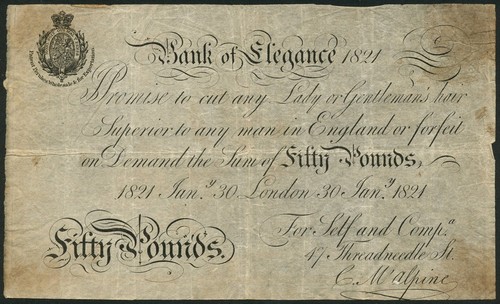 Bank of Elegance 1821
I Promise to cut any Lady or Gentleman's hair
Superior to any man in England or forfeit
on Demand the Sum of Fifty Pounds,
1821 Jan.y 30 London 30 Jan.y 1821
For Self and Comp.a
Fifty Pounds.
47 Threadneedle St.
C. Mcalpine